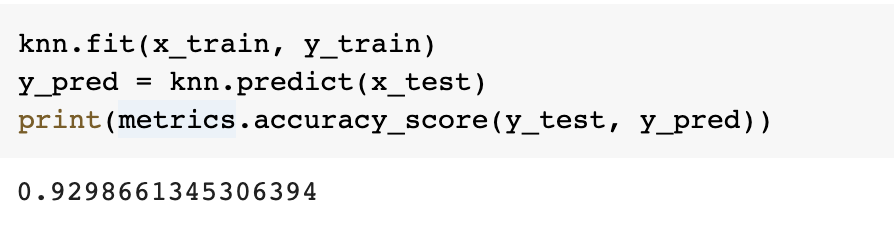 knn.fit(x_train, y_train)
y_pred = knn.predict(x_test)
print(metrics.accuracy_score(y_test, y_pred))
0.9298661345306394